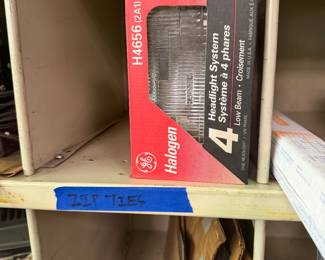 H4656 (2A1)
Halogen
4
Headlight System
Système à 4 phares
Low Beam • Croisement
ZIP TIES